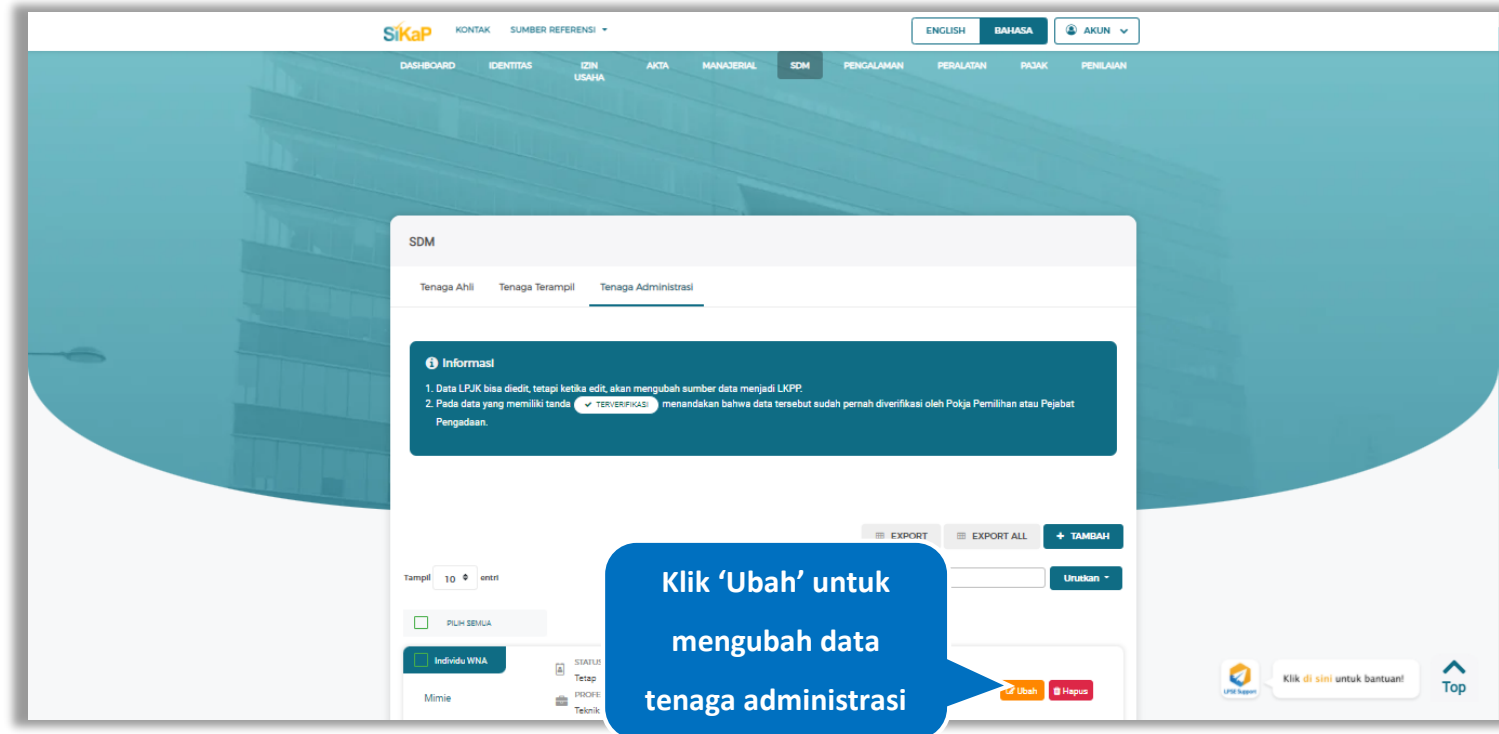 SiKaP KONTAK SUMBER REFERENSI ENGLISH BAHASA AKUN
DASHBOARD IDENTITAS IZIN USAHA AKTA MANAJERIAL SDM PENGALAMAN PERALATAN PAJAK PENILAIAN
SDM
Tenaga Ahli Tenaga Terampil Tenaga Administrasi
Informasi
1. Data LPJK bisa diedit, tetapi ketika edit, akan mengubah sumber data menjadi LKPP.
2. Pada data yang memiliki tanda TERVERIFIKASI menandakan bahwa data tersebut sudah pernah diverifikasi oleh Pokja Pemilihan atau Pejabat
Pengadaan.
EXPORT EXPORT ALL + TAMBAH
Tampil 10 entri Urutkan
Klik ‘Ubah’ untuk
mengubah data
tenaga administrasi
PILIH SEMUA
Individu WNA STATUS
Tetap
Mimie PROFE
Teknik
Ubah Hapus
LPSE Support Klik di sini untuk bantuan! Top